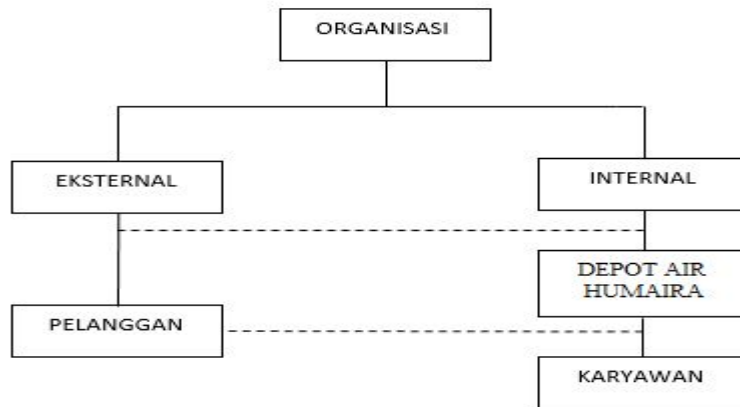 ORGANISASI
EKSTERNAL
INTERNAL
DEPOT AIR
HUMAIRA
PELANGGAN
KARYAWAN